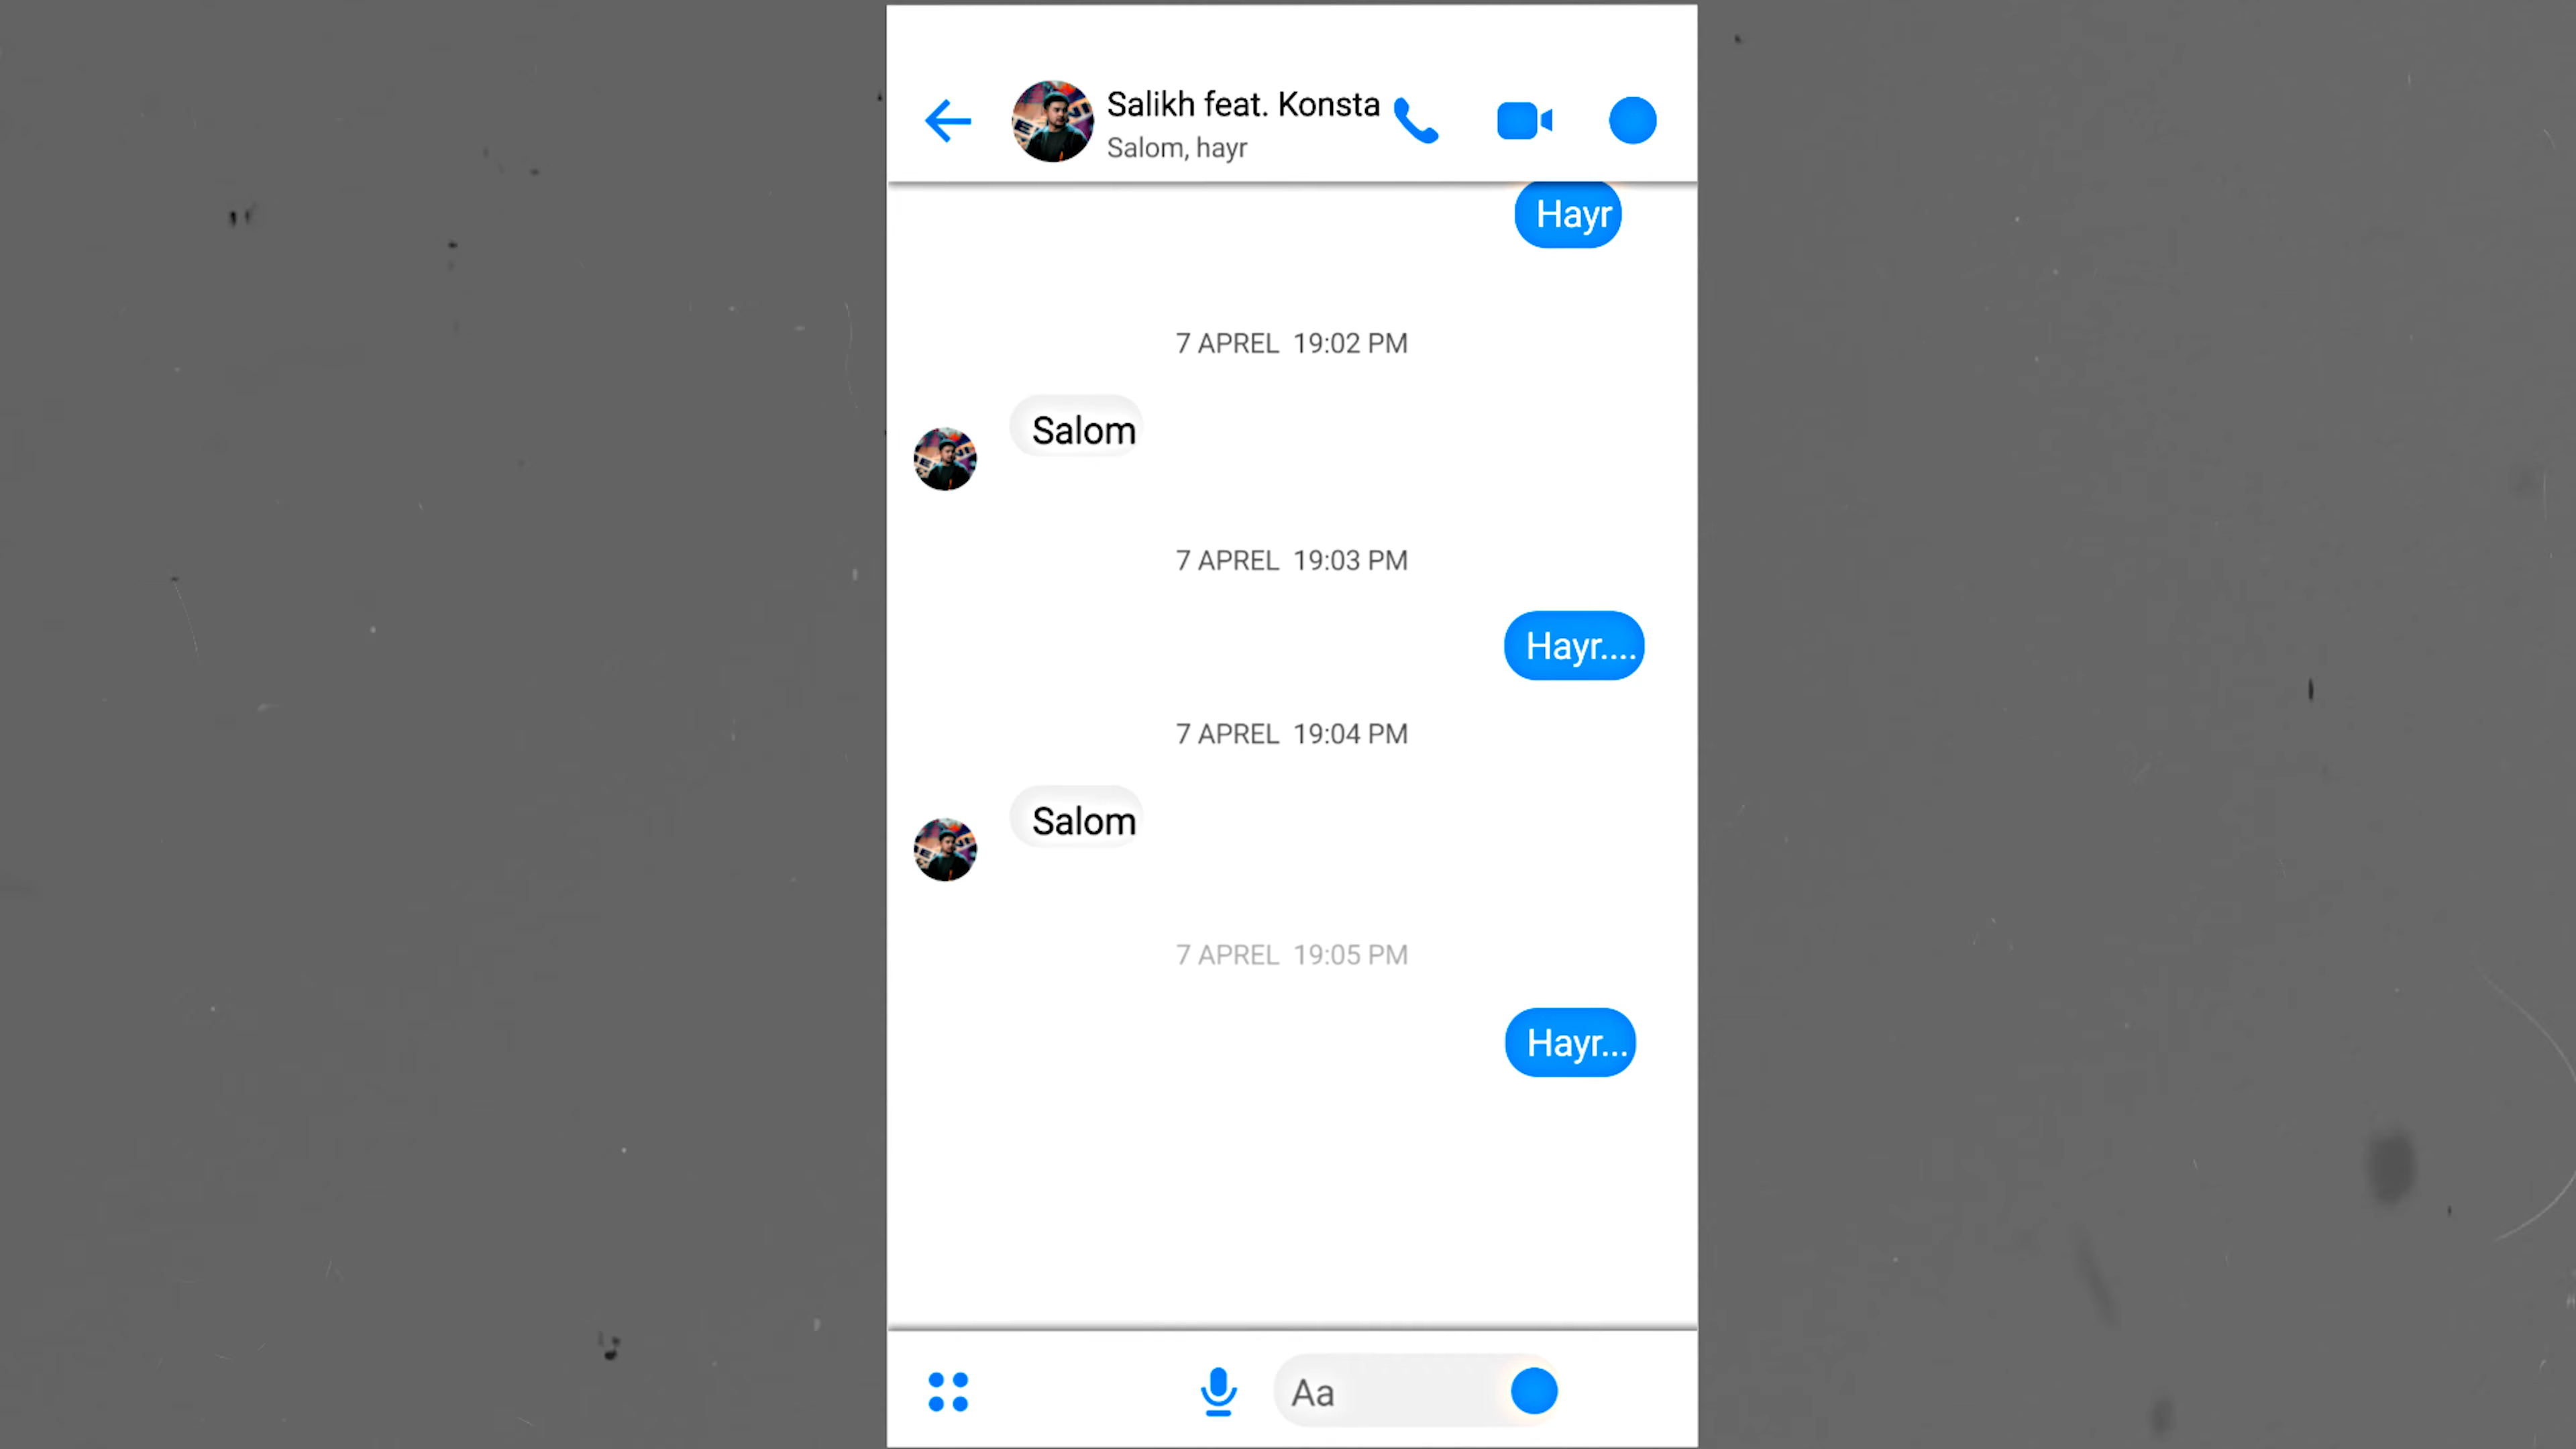 Salikh feat. Konsta
Salom, hayr
Hayr
7 APREL 19:02 PM
Salom
7 APREL 19:03 PM
Hayr....
7 APREL 19:04 PM
Salom
7 APREL 19:05 PM
Hayr...
Aa